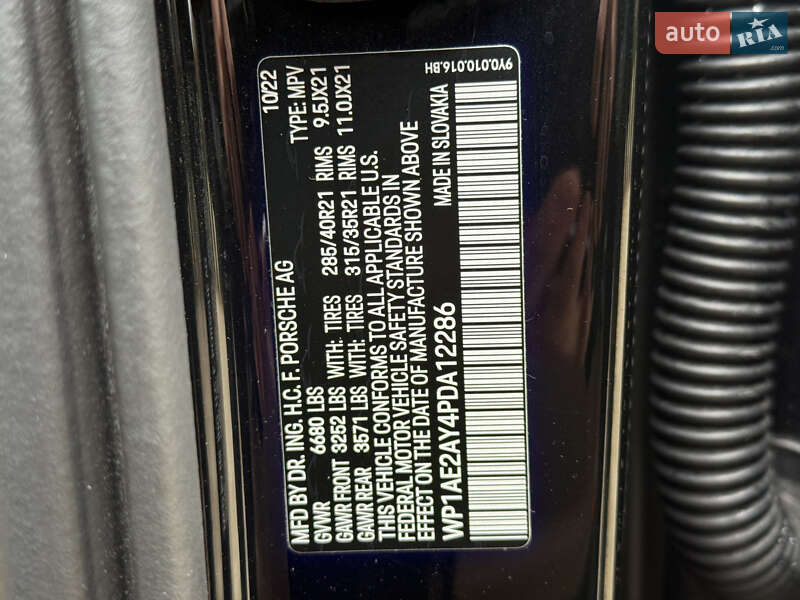 MFD BY DR. ING. H.C. F. PORSCHE AG 10/22
GVWR 6680 LBS TYPE: MPV
GAWR FRONT 3252 LBS WITH: TIRES 285/40R21 RIMS 9.5JX21
GAWR REAR 3571 LBS WITH: TIRES 315/35R21 RIMS 11.0JX21
THIS VEHICLE CONFORMS TO ALL APPLICABLE U.S.
FEDERAL MOTOR VEHICLE SAFETY STANDARDS IN
EFFECT ON THE DATE OF MANUFACTURE SHOWN ABOVE
WP1AE2AY4PDA12286 MADE IN SLOVAKIA
9Y0.010.016.BH
auto RIA .com